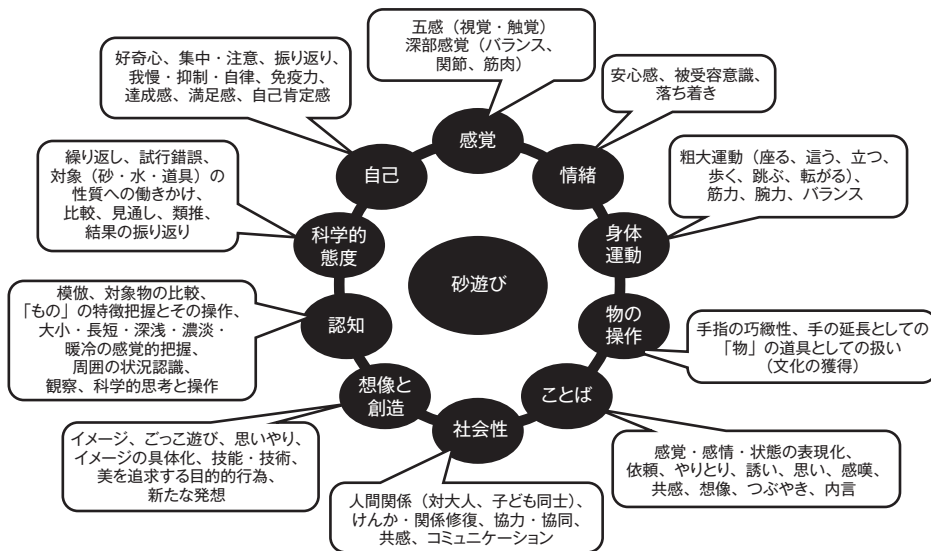 五感（視覚・触覚）
深部感覚（バランス、
関節、筋肉）
感覚
安心感、被受容意識、
落ち着き
情緒
粗大運動（座る、這う、立つ、
歩く、跳ぶ、転がる）、
筋力、腕力、バランス
身体
運動
手指の巧緻性、手の延長としての
「物」の道具としての扱い
（文化の獲得）
物の
操作
感覚・感情・状態の表現化、
依頼、やりとり、誘い、思い、感嘆、
共感、想像、つぶやき、内言
ことば
人間関係（対大人、子ども同士）、
けんか・関係修復、協力・協同、
共感、コミュニケーション
社会性
イメージ、ごっこ遊び、思いやり、
イメージの具体化、技能・技術、
美を追求する目的的行為、
新たな発想
想像と
創造
模倣、対象物の比較、
「もの」の特徴把握とその操作、
大小・長短・深浅・濃淡・
暖冷の感覚的把握、
周囲の状況認識、
観察、科学的思考と操作
認知
繰り返し、試行錯誤、
対象（砂・水・道具）の
性質への働きかけ、
比較、見通し、類推、
結果の振り返り
科学的
態度
好奇心、集中・注意、振り返り、
我慢・抑制・自律、免疫力、
達成感、満足感、自己肯定感
自己
砂遊び